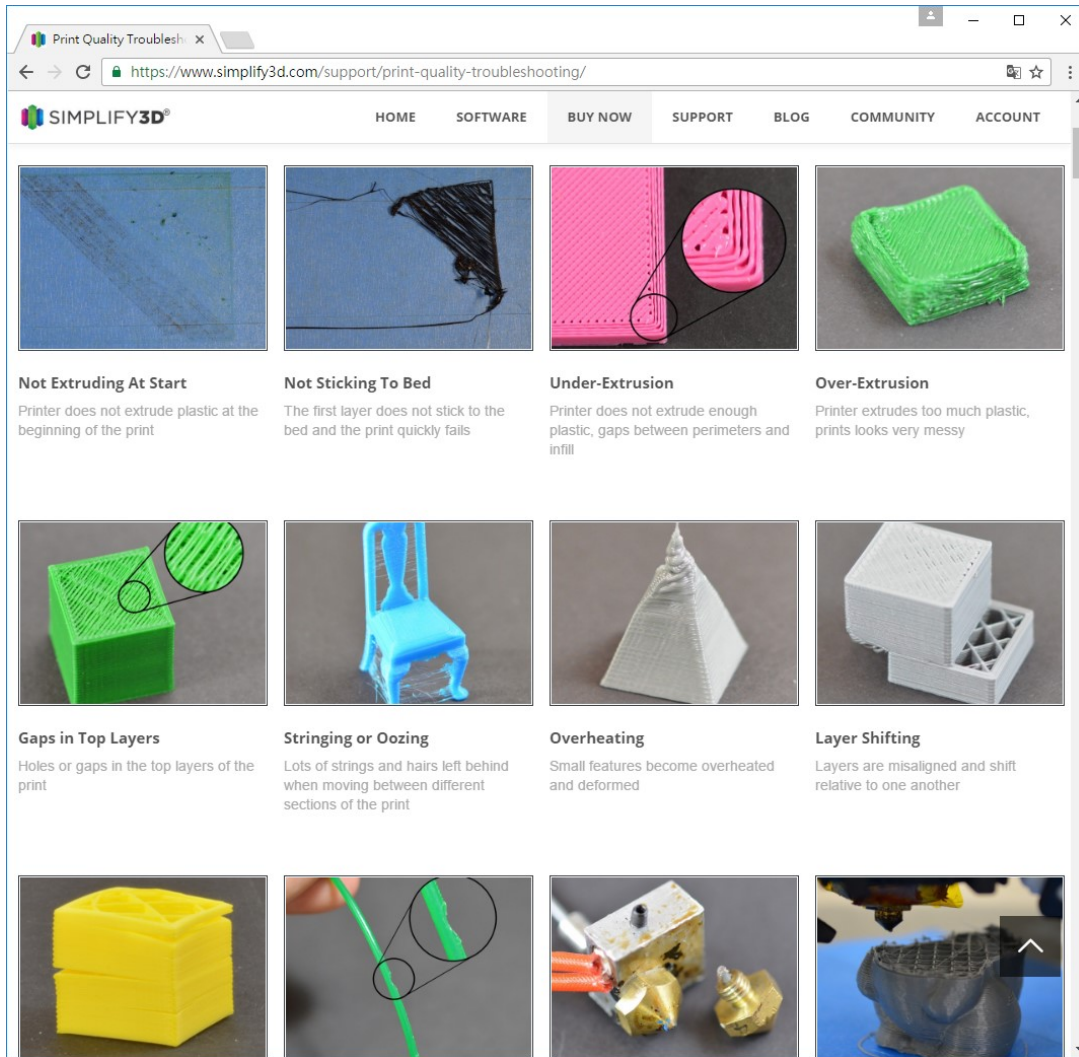 Print Quality Troublesh
https://www.simplify3d.com/support/print-quality-troubleshooting/
SIMPLIFY3D®
HOME SOFTWARE BUY NOW SUPPORT BLOG COMMUNITY ACCOUNT
Not Extruding At Start
Printer does not extrude plastic at the
beginning of the print
Not Sticking To Bed
The first layer does not stick to the
bed and the print quickly fails
Under-Extrusion
Printer does not extrude enough
plastic, gaps between perimeters and
infill
Over-Extrusion
Printer extrudes too much plastic,
prints looks very messy
Gaps in Top Layers
Holes or gaps in the top layers of the
print
Stringing or Oozing
Lots of strings and hairs left behind
when moving between different
sections of the print
Overheating
Small features become overheated
and deformed
Layer Shifting
Layers are misaligned and shift
relative to one another